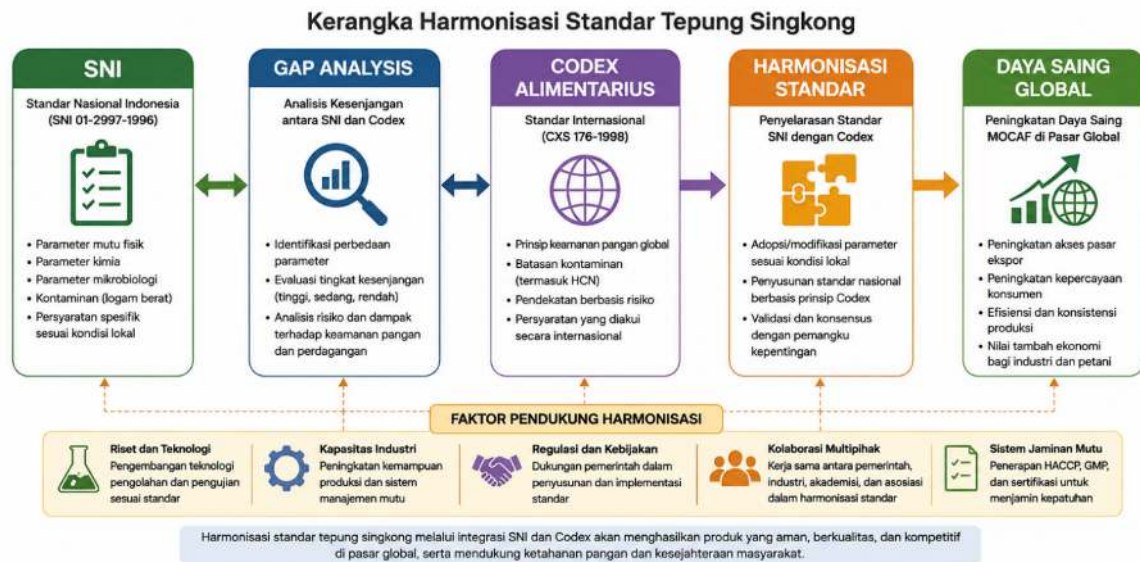 Kerangka Harmonisasi Standar Tepung Singkong
SNI
Standar Nasional Indonesia
(SNI 01-2997-1996)
• Parameter mutu fisik
• Parameter kimia
• Parameter mikrobiologi
• Kontaminan (logam berat)
• Persyaratan spesifik
sesuai kondisi lokal
GAP ANALYSIS
Analisis Kesenjangan
antara SNI dan Codex
• Identifikasi perbedaan
parameter
• Evaluasi tingkat kesenjangan
(tinggi, sedang, rendah)
• Analisis risiko dan dampak
terhadap keamanan pangan
dan perdagangan
CODEX
ALIMENTARIUS
Standar Internasional
(CXS 176-1998)
• Prinsip keamanan pangan global
• Batasan kontaminan
(termasuk HCN)
• Pendekatan berbasis risiko
• Persyaratan yang diakui
secara internasional
HARMONISASI
STANDAR
Penyelarasan Standar
SNI dengan Codex
• Adopsi/modifikasi parameter
sesuai kondisi lokal
• Penyusunan standar nasional
berbasis prinsip Codex
• Validasi dan konsensus
dengan pemangku
kepentingan
DAYA SAING
GLOBAL
Peningkatan Daya Saing
MOCAF di Pasar Global
• Peningkatan akses pasar
ekspor
• Peningkatan kepercayaan
konsumen
• Efisiensi dan konsistensi
produksi
• Nilai tambah ekonomi
bagi industri dan petani
FAKTOR PENDUKUNG HARMONISASI
Riset dan Teknologi
Pengembangan teknologi
pengolahan dan pengujian
sesuai standar
Kapasitas Industri
Peningkatan kemampuan
produksi dan sistem
manajemen mutu
Regulasi dan Kebijakan
Dukungan pemerintah dalam
penyusunan dan implementasi
standar
Kolaborasi Multipihak
Kerja sama antara pemerintah,
industri, akademisi, dan asosiasi
dalam harmonisasi standar
Sistem Jaminan Mutu
Penerapan HACCP, GMP,
dan sertifikasi untuk
menjamin kepatuhan
Harmonisasi standar tepung singkong melalui integrasi SNI dan Codex akan menghasilkan produk yang aman, berkualitas, dan kompetitif
di pasar global, serta mendukung ketahanan pangan dan kesejahteraan masyarakat.